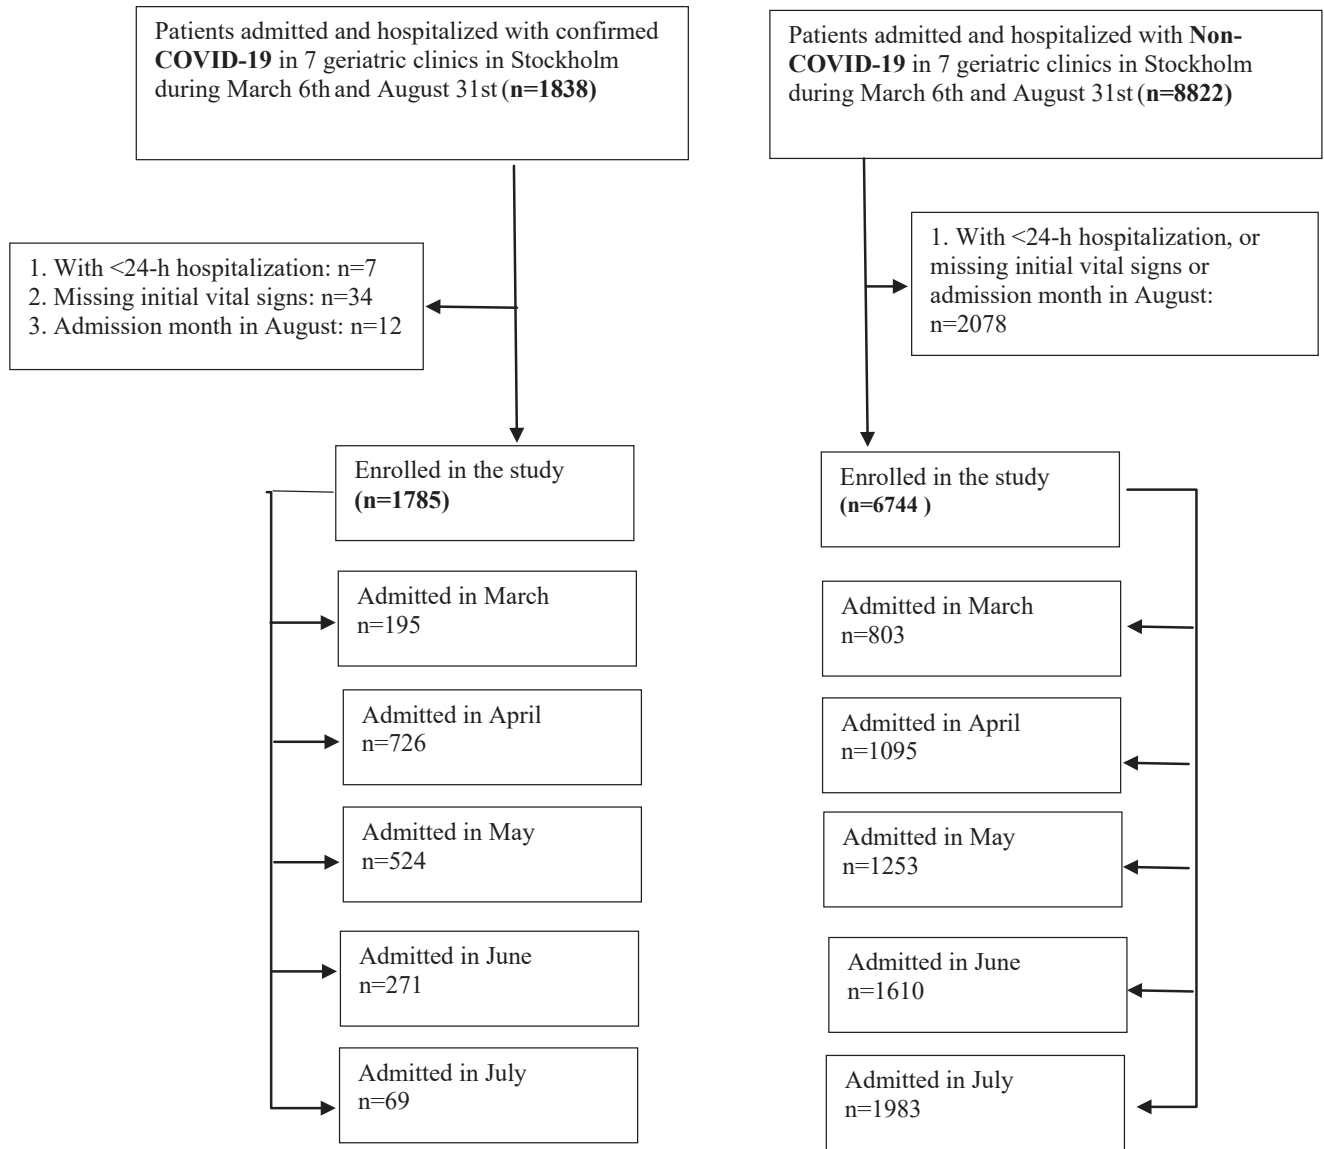 Patients admitted and hospitalized with confirmed
COVID-19 in 7 geriatric clinics in Stockholm
during March 6th and August 31st (n=1838)
Patients admitted and hospitalized with Non-
COVID-19 in 7 geriatric clinics in Stockholm
during March 6th and August 31st (n=8822)
1. With <24-h hospitalization: n=7
2. Missing initial vital signs: n=34
3. Admission month in August: n=12
1. With <24-h hospitalization, or
missing initial vital signs or
admission month in August:
n=2078
Enrolled in the study
(n=1785)
Enrolled in the study
(n=6744 )
Admitted in March
n=195
Admitted in March
n=803
Admitted in April
n=726
Admitted in April
n=1095
Admitted in May
n=524
Admitted in May
n=1253
Admitted in June
n=271
Admitted in June
n=1610
Admitted in July
n=69
Admitted in July
n=1983